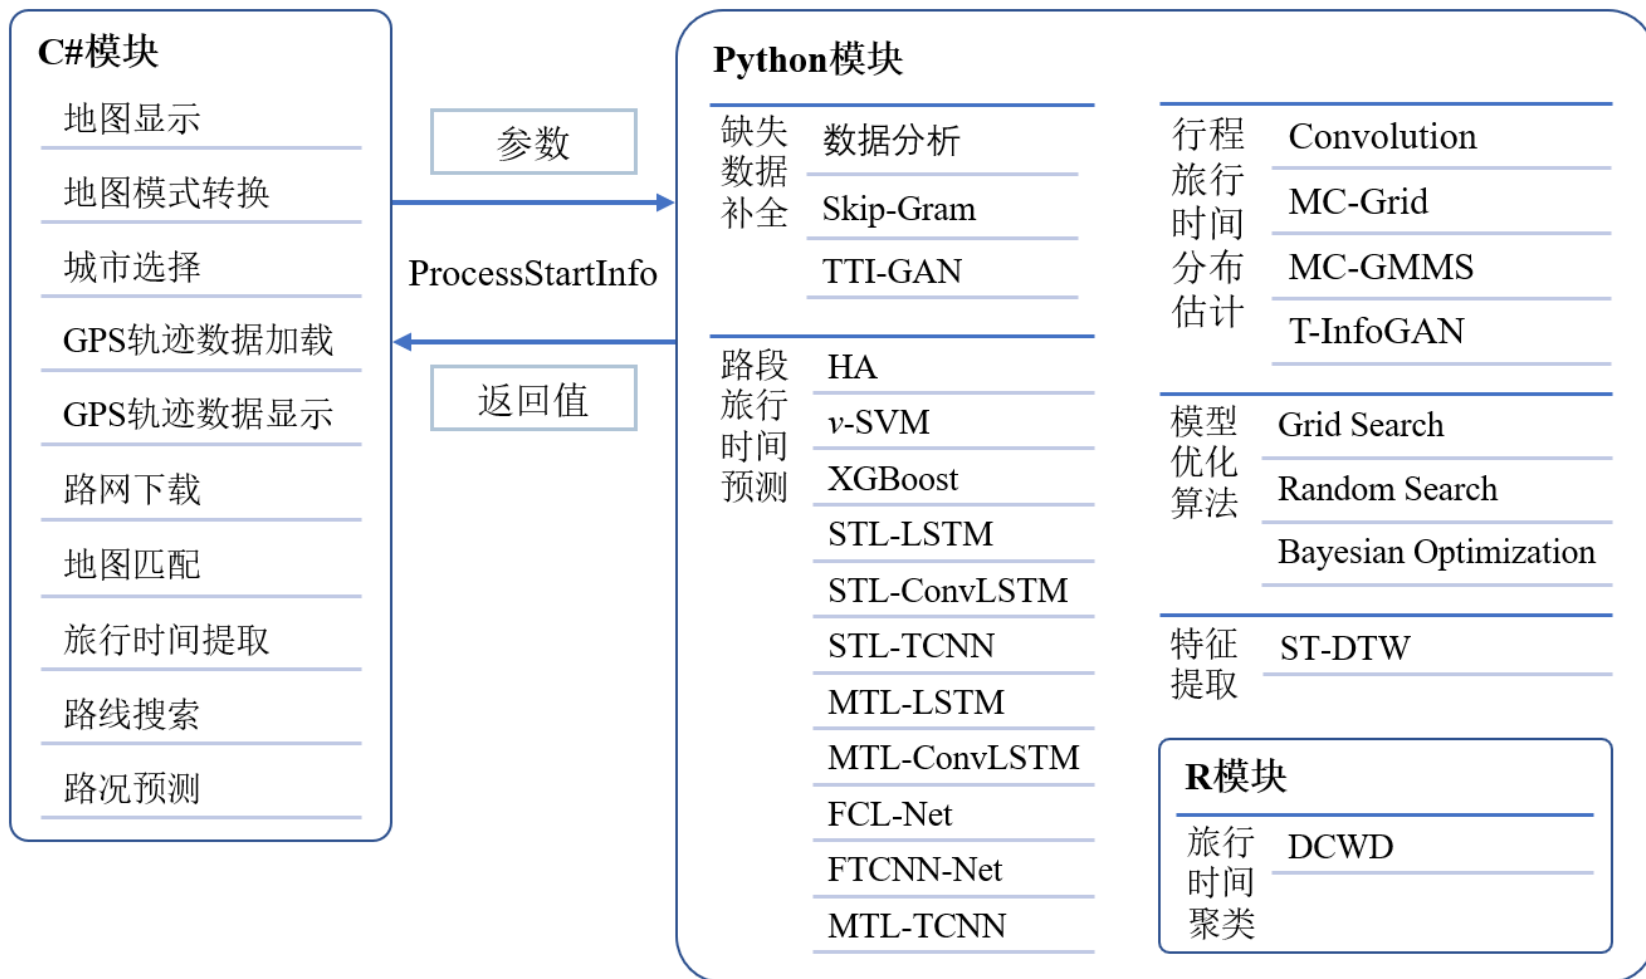 C#模块
地图显示
地图模式转换
城市选择
GPS轨迹数据加载
GPS轨迹数据显示
路网下载
地图匹配
旅行时间提取
路线搜索
路况预测
参数
ProcessStartInfo
返回值
Python模块
缺失
数据
补全
数据分析
Skip-Gram
TTI-GAN
路段
旅行
时间
预测
HA
v-SVM
XGBoost
STL-LSTM
STL-ConvLSTM
STL-TCNN
MTL-LSTM
MTL-ConvLSTM
FCL-Net
FTCNN-Net
MTL-TCNN
行程
旅行
时间
分布
估计
Convolution
MC-Grid
MC-GMMS
T-InfoGAN
模型
优化
算法
Grid Search
Random Search
Bayesian Optimization
特征
提取
ST-DTW
R模块
旅行
时间
聚类
DCWD